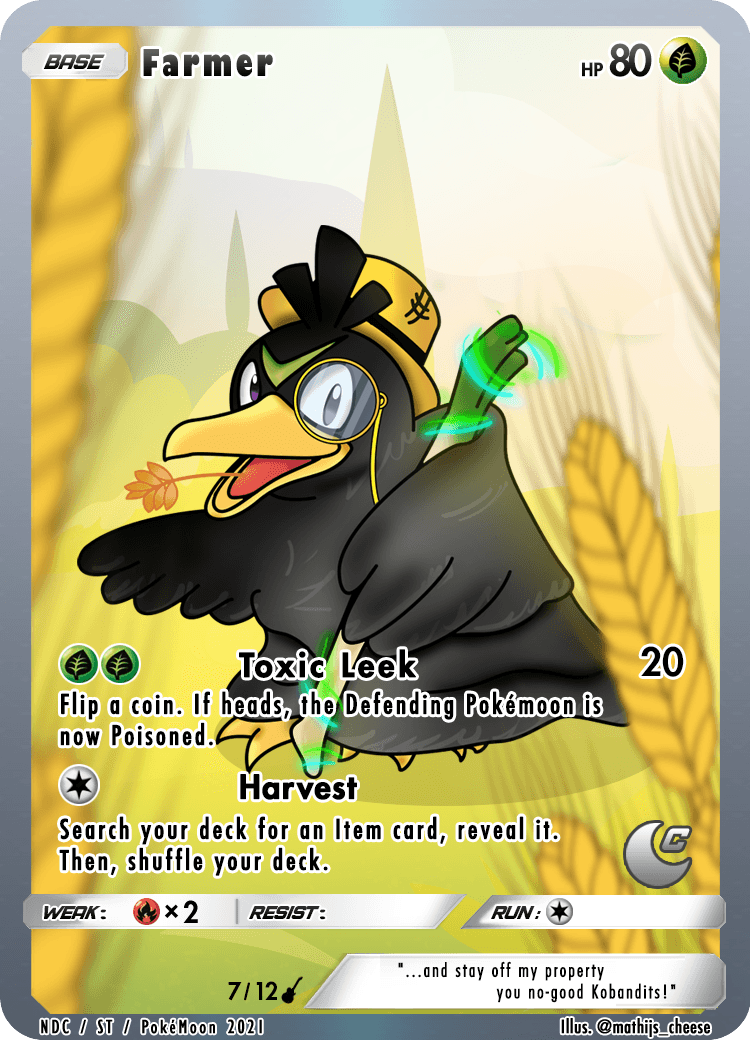 BASE Farmer HP 80
Toxic Leek 20
Flip a coin. If heads, the Defending Pokémoon is
now Poisoned.
Harvest
Search your deck for an Item card, reveal it.
Then, shuffle your deck.
C
WEAK: ×2 RESIST: RUN:
"...and stay off my property
you no-good Kobandits!"
7/12
NDC / ST / PokéMoon 2021 Illus. @mathijs_cheese